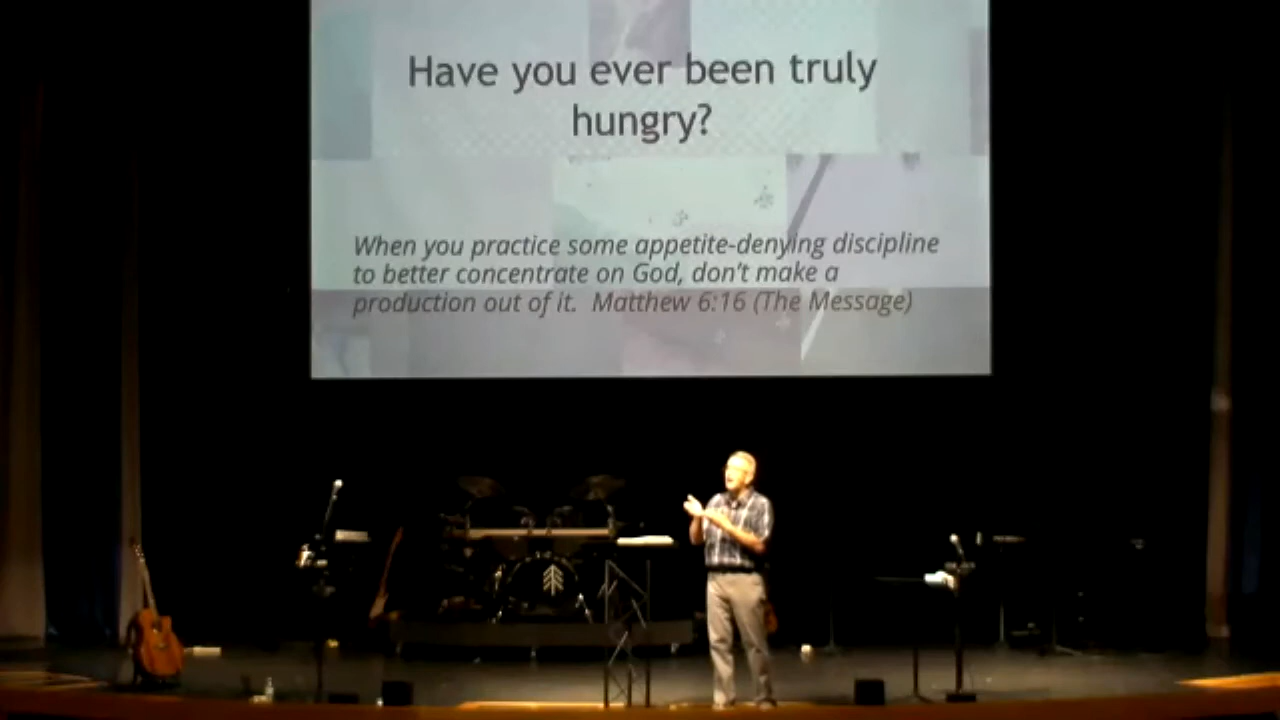 Have you ever been truly
hungry?
When you practice some appetite-denying discipline
to better concentrate on God, don't make a
production out of it.  Matthew 6:16 (The Message)